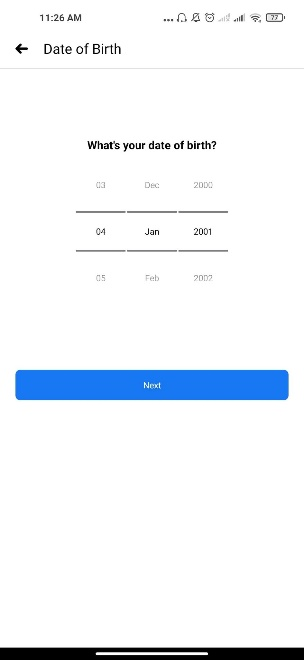 11:26 AM
77
Date of Birth
What's your date of birth?
03 Dec 2000
04 Jan 2001
05 Feb 2002
Next